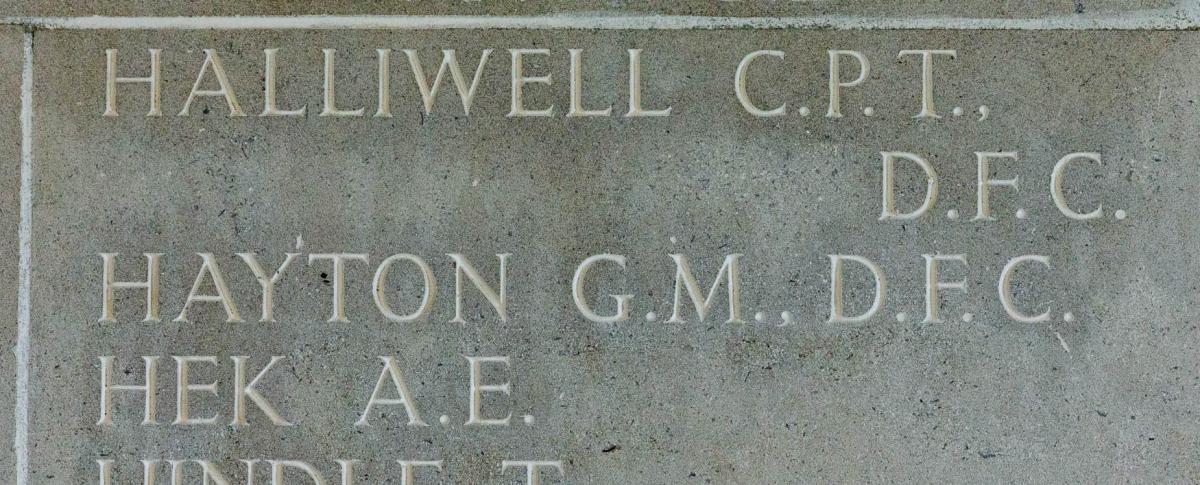 HALLIWELL C.P.T.,
D.F.C.
HAYTON G.M., D.F.C.
HEK A.E.